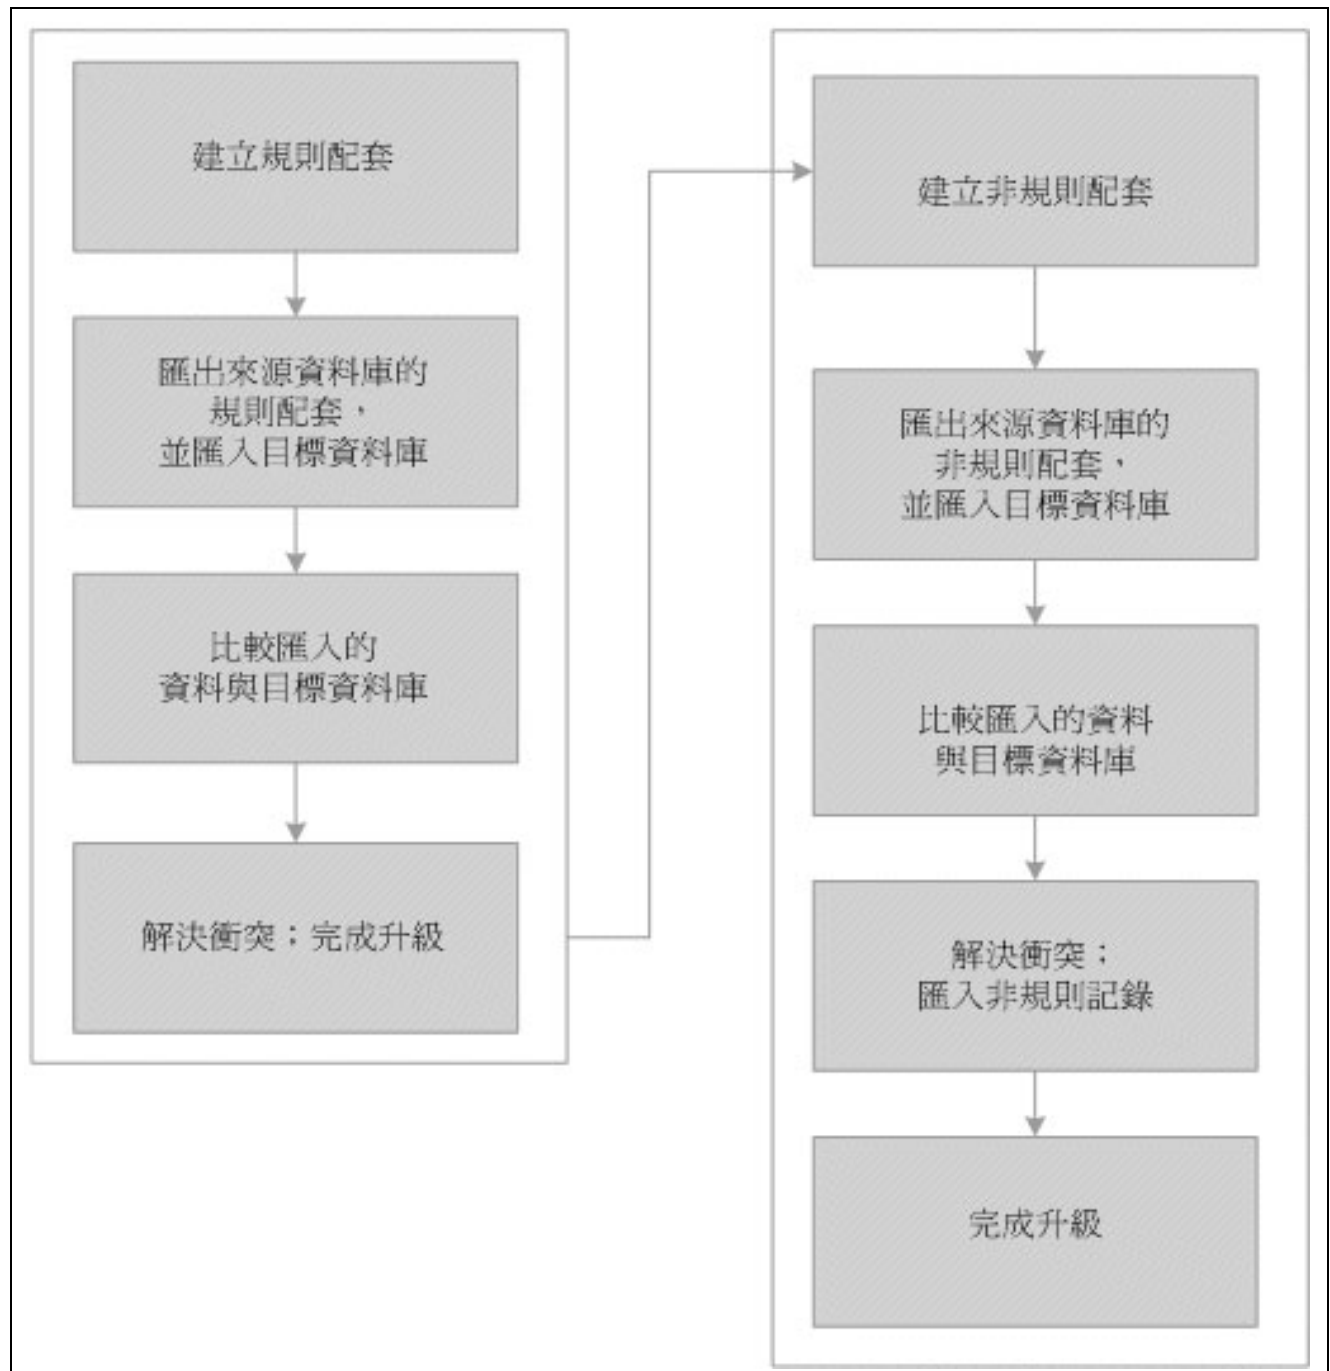 建立規則配套
匯出來源資料庫的
規則配套，
並匯入目標資料庫
比較匯入的
資料與目標資料庫
解決衝突；完成升級
建立非規則配套
匯出來源資料庫的
非規則配套，
並匯入目標資料庫
比較匯入的資料
與目標資料庫
解決衝突；
匯入非規則記錄
完成升級